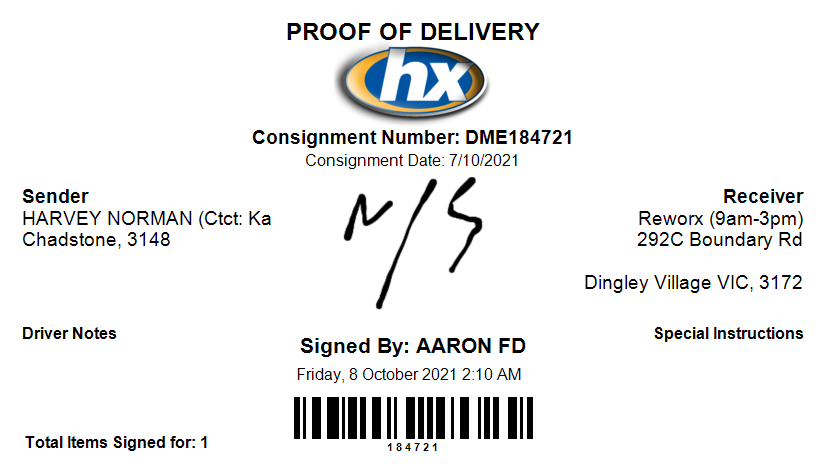 PROOF OF DELIVERY
hx
Consignment Number: DME184721
Consignment Date: 7/10/2021
N/S
Sender
HARVEY NORMAN (Ctct: Ka
Chadstone, 3148
Receiver
Reworx (9am-3pm)
292C Boundary Rd
Dingley Village VIC, 3172
Driver Notes
Special Instructions
Signed By: AARON FD
Friday, 8 October 2021 2:10 AM
184721
Total Items Signed for: 1